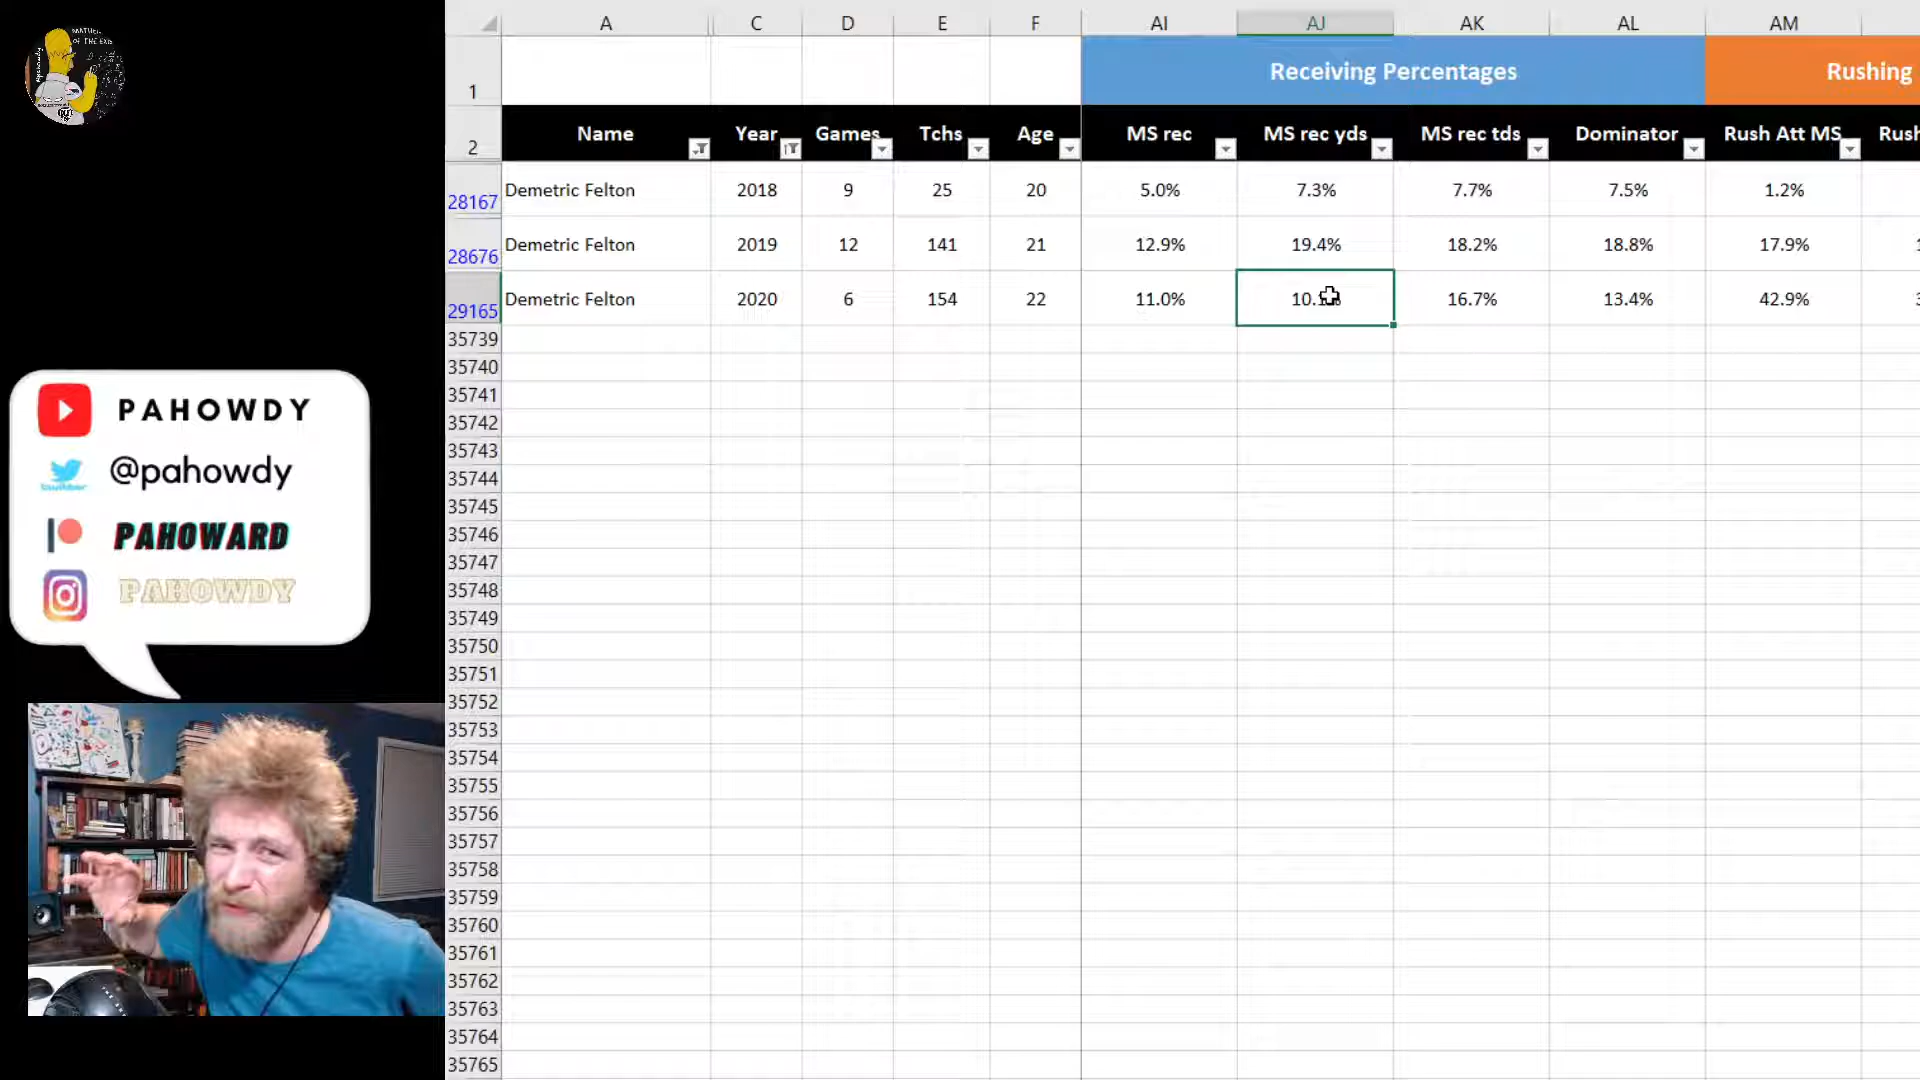 A C D E F AI AJ AK AL AM
1 Receiving Percentages Rushing
2 Name Year Games Tchs Age MS rec MS rec yds MS rec tds Dominator Rush Att MS Rush
28167 Demetric Felton 2018 9 25 20 5.0% 7.3% 7.7% 7.5% 1.2%
28676 Demetric Felton 2019 12 141 21 12.9% 19.4% 18.2% 18.8% 17.9%
29165 Demetric Felton 2020 6 154 22 11.0% 16.7% 13.4% 42.9%
35739
35740
35741
35742
35743
35744
35745
35746
35747
35748
35749
35750
35751
35752
35753
35754
35755
35756
35757
35758
35759
35760
35761
35762
35763
35764
35765
PAHOWDY
@pahowdy
PAHOWARD
PAHOWDY